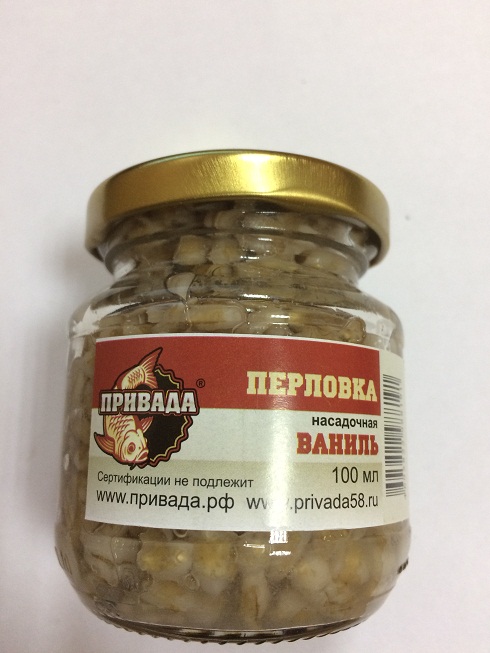 ПРИВАДА ®
ПЕРЛОВКА
насадочная
ВАНИЛЬ
Сертификации не подлежит
100 мл
www.привада.рф www.privada58.ru